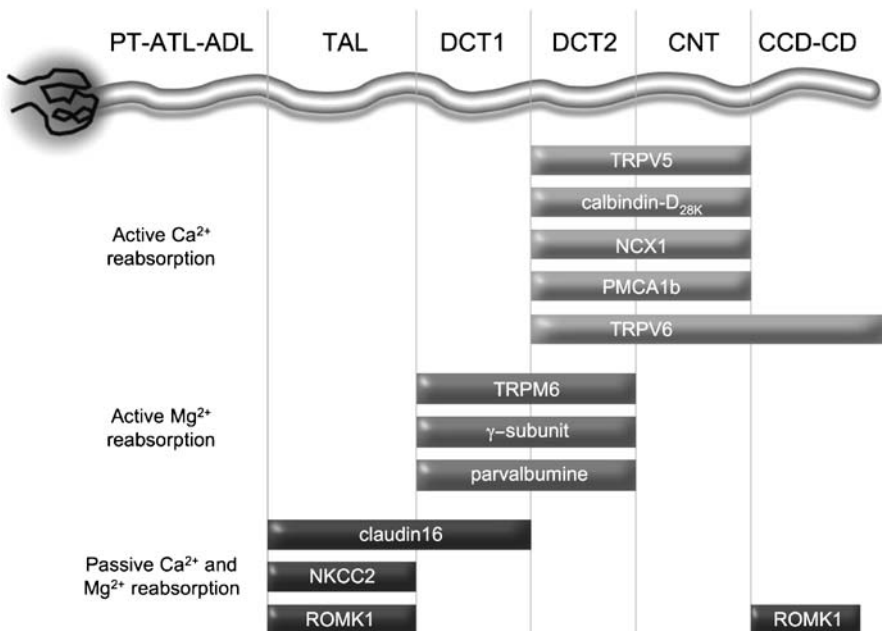 PT-ATL-ADL TAL DCT1 DCT2 CNT CCD-CD
TRPV5
calbindin-D28K
Active Ca2+
reabsorption
NCX1
PMCA1b
TRPV6
TRPM6
Active Mg2+
reabsorption
γ-subunit
parvalbumine
claudin16
Passive Ca2+ and
Mg2+ reabsorption
NKCC2
ROMK1 ROMK1